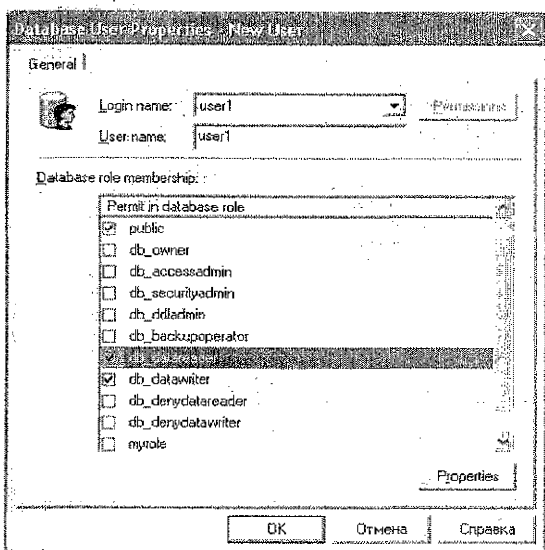 Database User Properties - New User
General
Login name: user1 Permissions
User name: user1
Database role membership:
Permit in database role
public
db_owner
db_accessadmin
db_securityadmin
db_ddladmin
db_backupoperator
db_datawriter
db_denydatareader
db_denydatawriter
myrole
Properties
OK Отмена Справка